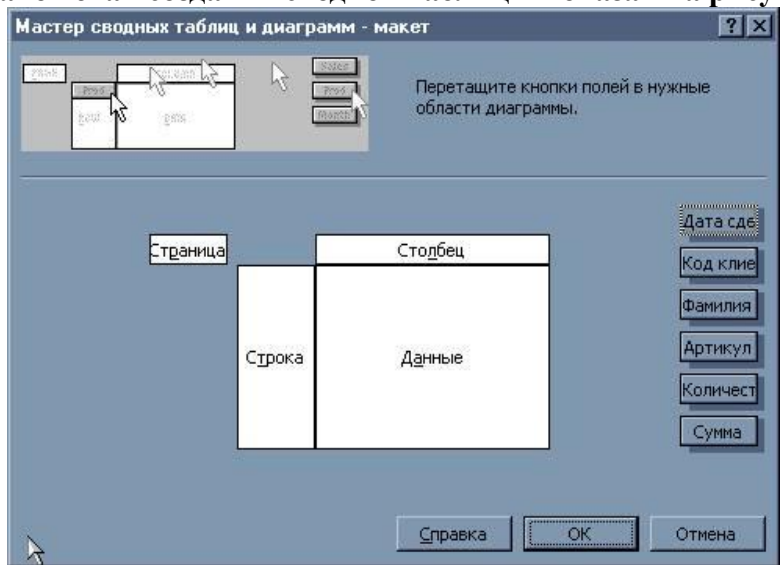 Мастер сводных таблиц и диаграмм - макет
Перетащите кнопки полей в нужные
области диаграммы.
Страница
Столбец
Строка
Данные
Дата сде
Код клие
Фамилия
Артикул
Количест
Сумма
Справка
OK
Отмена